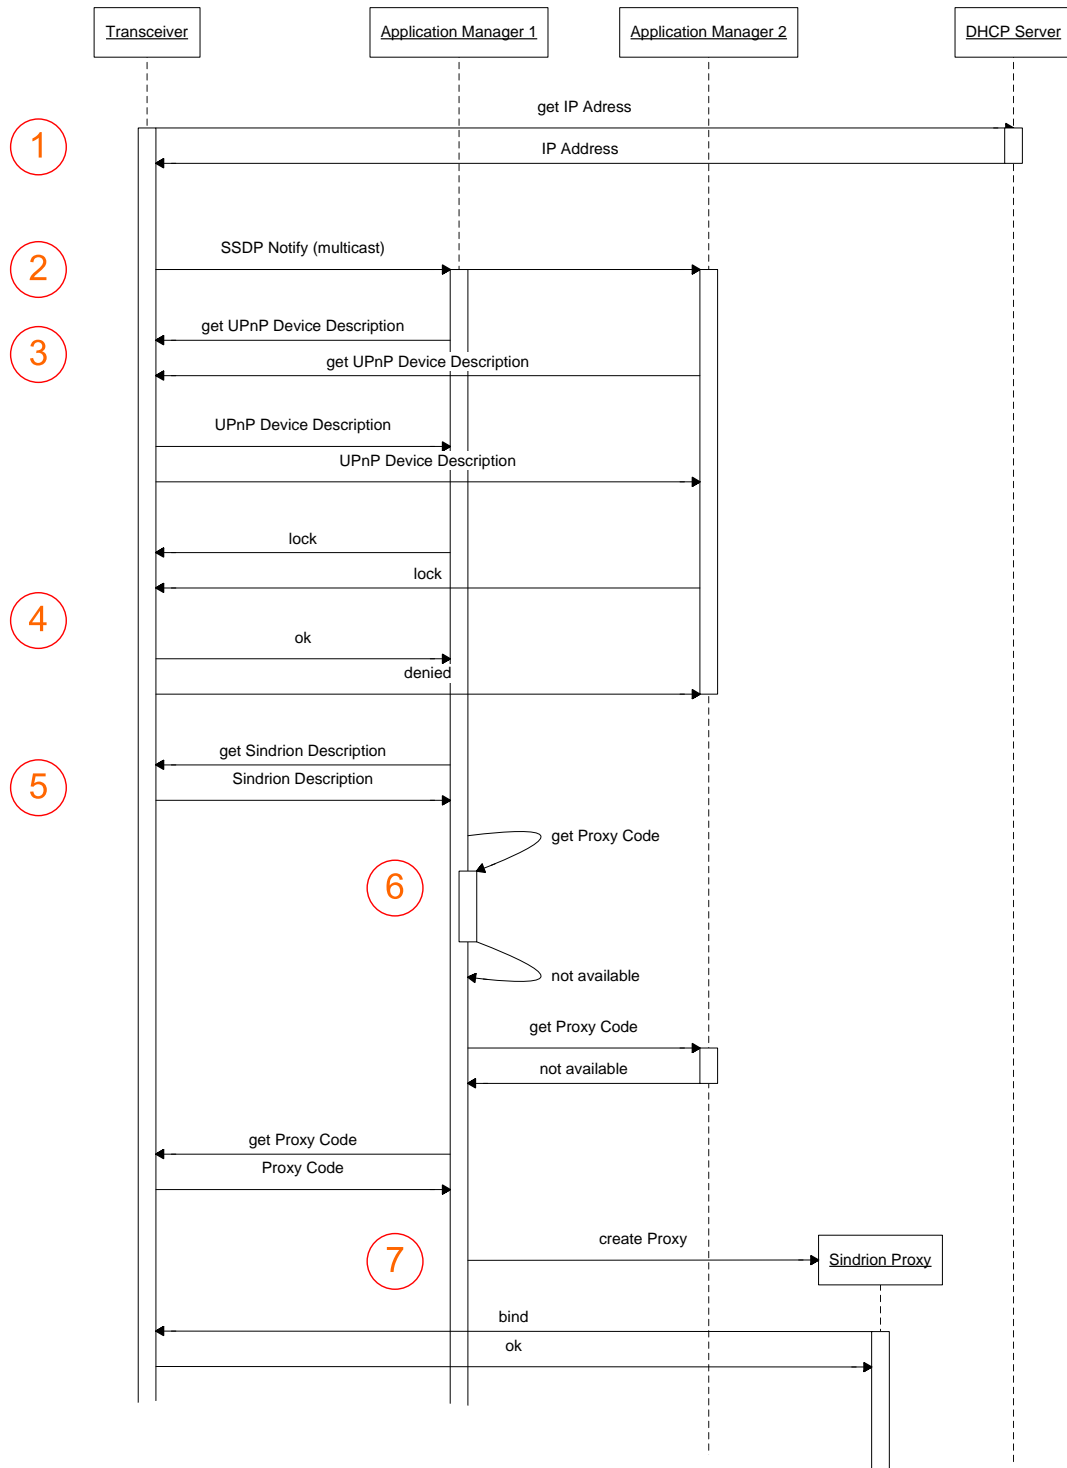 Transceiver
Application Manager 1
Application Manager 2
DHCP Server
get IP Adress
1
IP Address
SSDP Notify (multicast)
2
get UPnP Device Description
3
get UPnP Device Description
UPnP Device Description
UPnP Device Description
lock
lock
4
ok
denied
get Sindrion Description
5
Sindrion Description
get Proxy Code
6
not available
get Proxy Code
not available
get Proxy Code
Proxy Code
create Proxy
7
Sindrion Proxy
bind
ok